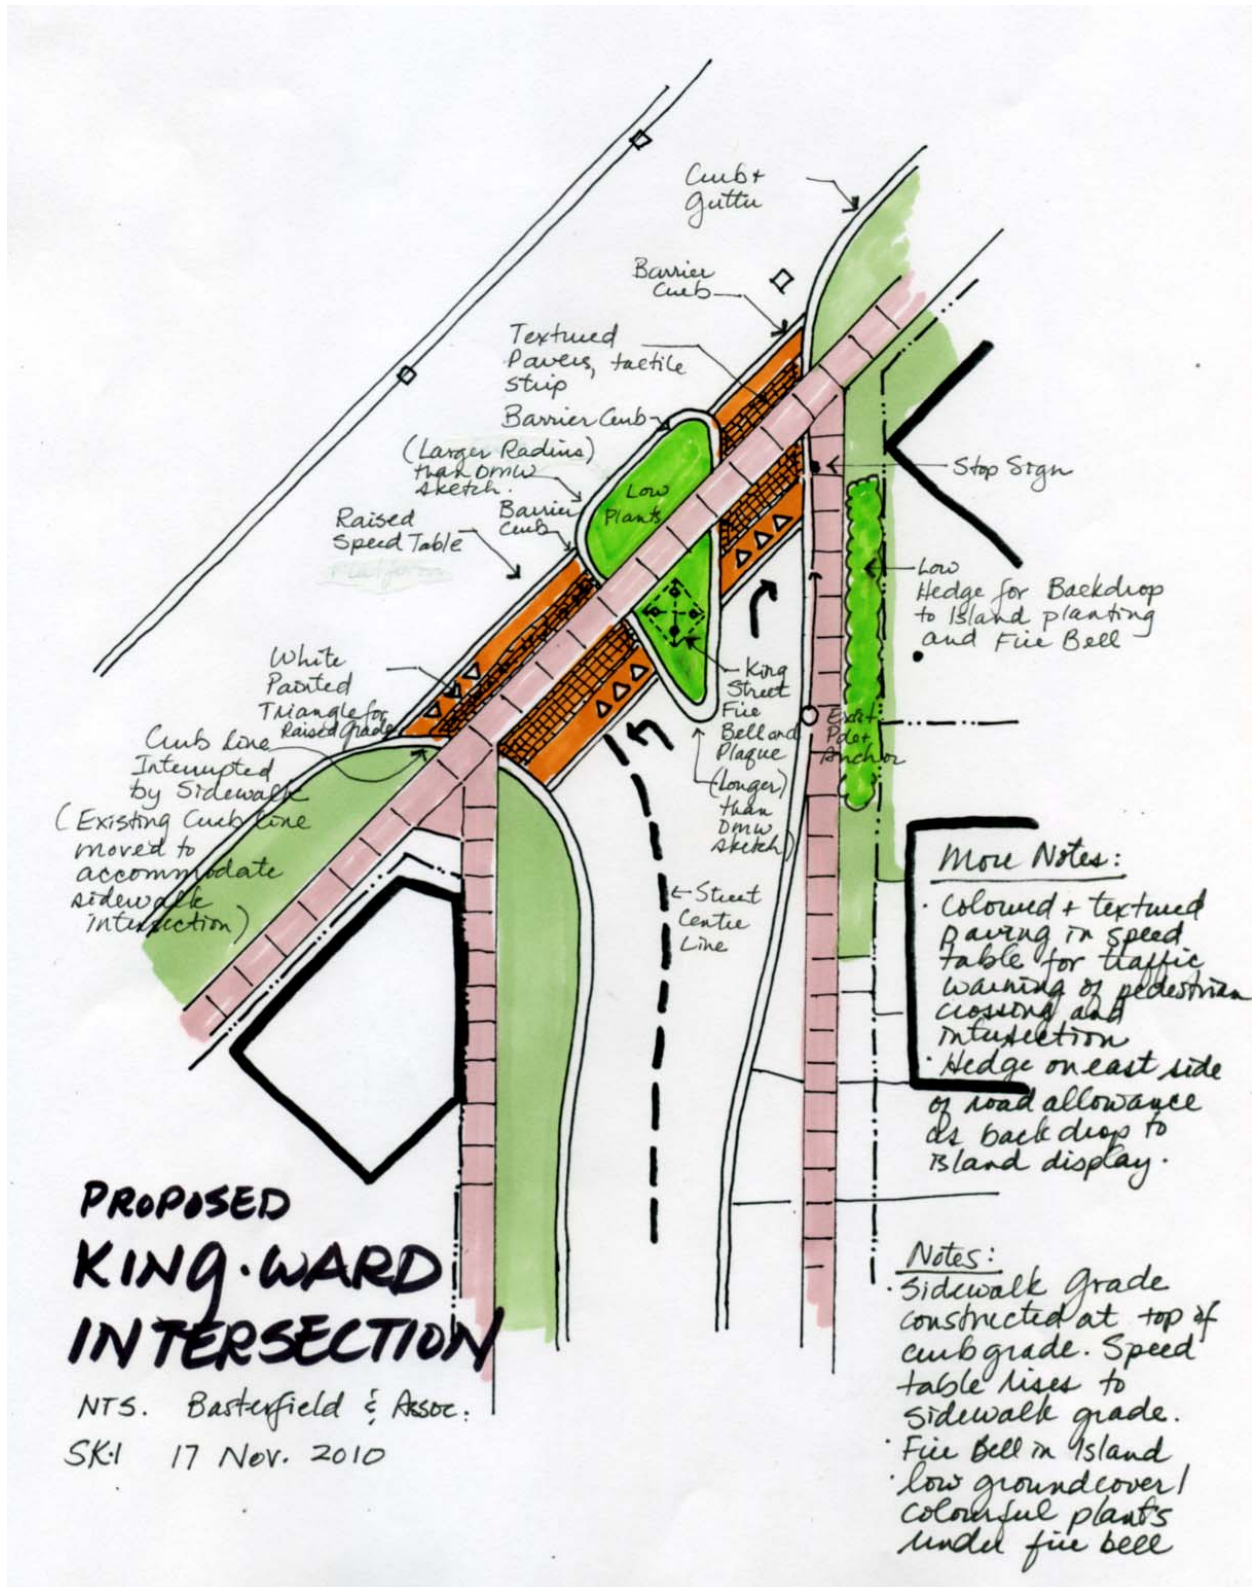 Curb +
gutter
Barrier
Curb
Textured
Pavers, tactile
strip
Barrier Curb
(Larger Radius)
than DMW
sketch.
Barrier
Curb
Low
Plants
Raised
Speed Table
platform
Stop Sign
Low
Hedge for Backdrop
to Island planting
and Fire Bell
White
Painted
Triangle for
Raised Grade
Curb Line
Interrupted
by Sidewalk
(Existing Curb line
moved to
accommodate
sidewalk
intersection)
King
Street
Fire
Bell and
Plaque
(Longer)
than
DMW
sketch)
Exist
Pole +
Anchor
Street
Centre
Line
More Notes:
· Coloured + textured
paving in speed
table for traffic
warning of pedestrian
crossing and
intersection
· Hedge on east side
of road allowance
as backdrop to
Island display.
PROPOSED
KING·WARD
INTERSECTION
NTS. Basterfield & Assoc.
SK·1 17 Nov. 2010
Notes:
· Sidewalk Grade
constructed at top of
curb grade. Speed
table rises to
sidewalk grade.
· Fire Bell in Island
· low groundcover/
colourful plants
under fire bell